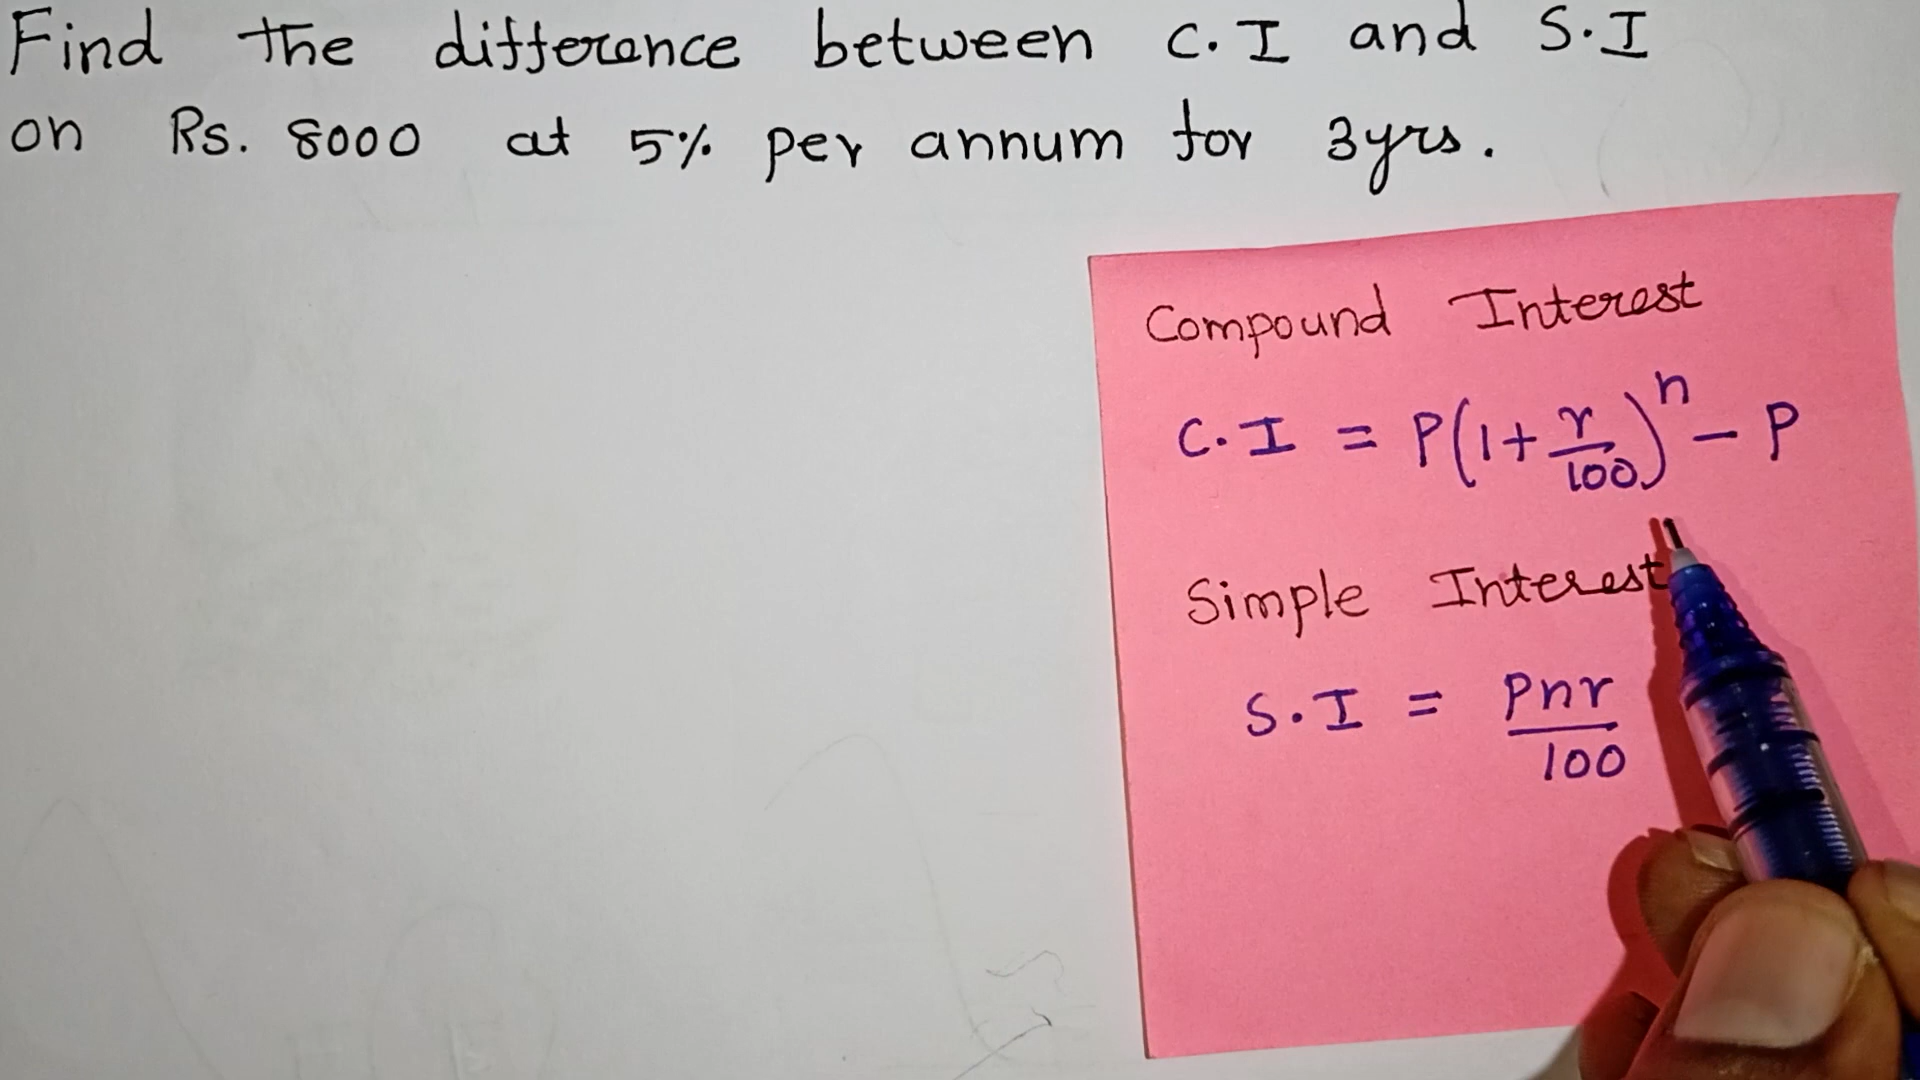 Find the difference between C.I and S.I
on Rs. 8000 at 5% per annum for 3yrs.
Compound Interest
C.I = P(1+r/100)^n - P
Simple Interest
S.I = Pnr/100